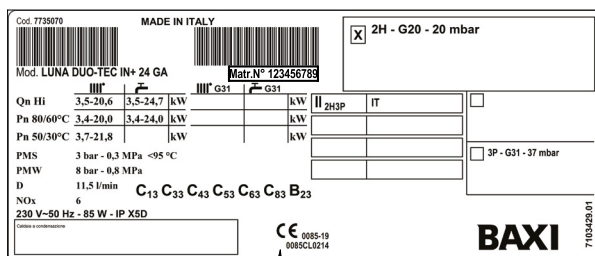 Cod. 7735070
MADE IN ITALY
Mod. LUNA DUO-TEC IN+ 24 GA
Matr.N° 123456789
G31 G31
Qn Hi 3,5-20,6 3,5-24,7 kW kW
Pn 80/60°C 3,4-20,0 3,4-24,0 kW kW
Pn 50/30°C 3,7-21,8 kW kW
PMS 3 bar - 0,3 MPa <95 °C
PMW 8 bar - 0,8 MPa
D 11,5 l/min
NOx 6
C13 C33 C43 C53 C63 C83 B23
230 V~50 Hz - 85 W - IP X5D
Caldaia a condensazione
CE 0085-19
0085CL0214
X 2H - G20 - 20 mbar
II 2H3P IT
3P - G31 - 37 mbar
BAXI
7103429.01